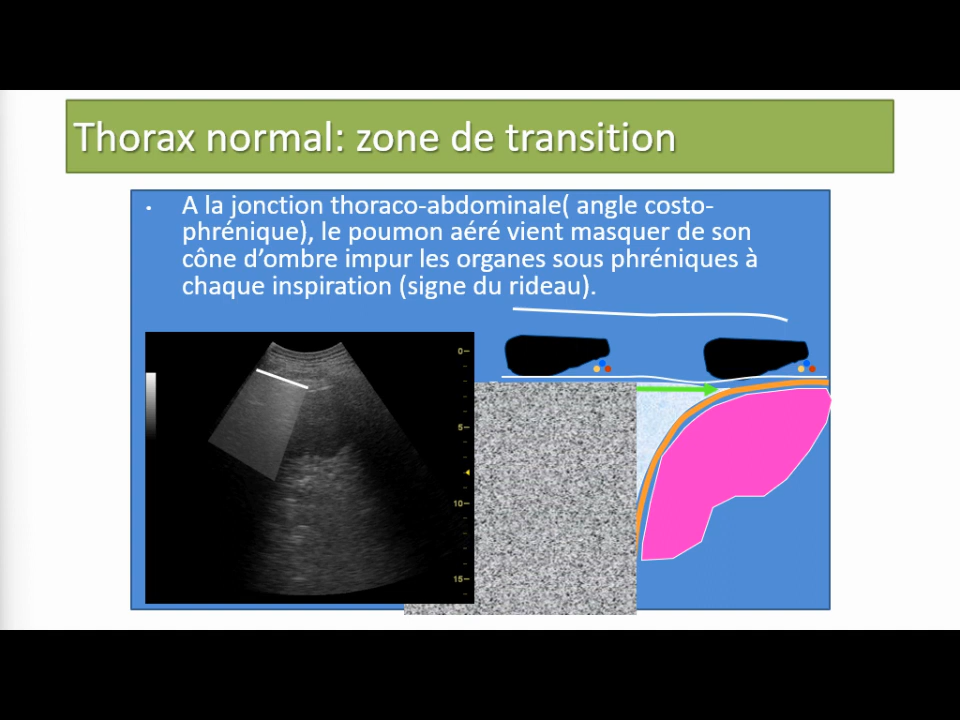 Thorax normal: zone de transition
▪ A la jonction thoraco-abdominale( angle costo-
phrénique), le poumon aéré vient masquer de son
cône d’ombre impur les organes sous phréniques à
chaque inspiration (signe du rideau).
0
5
10
15